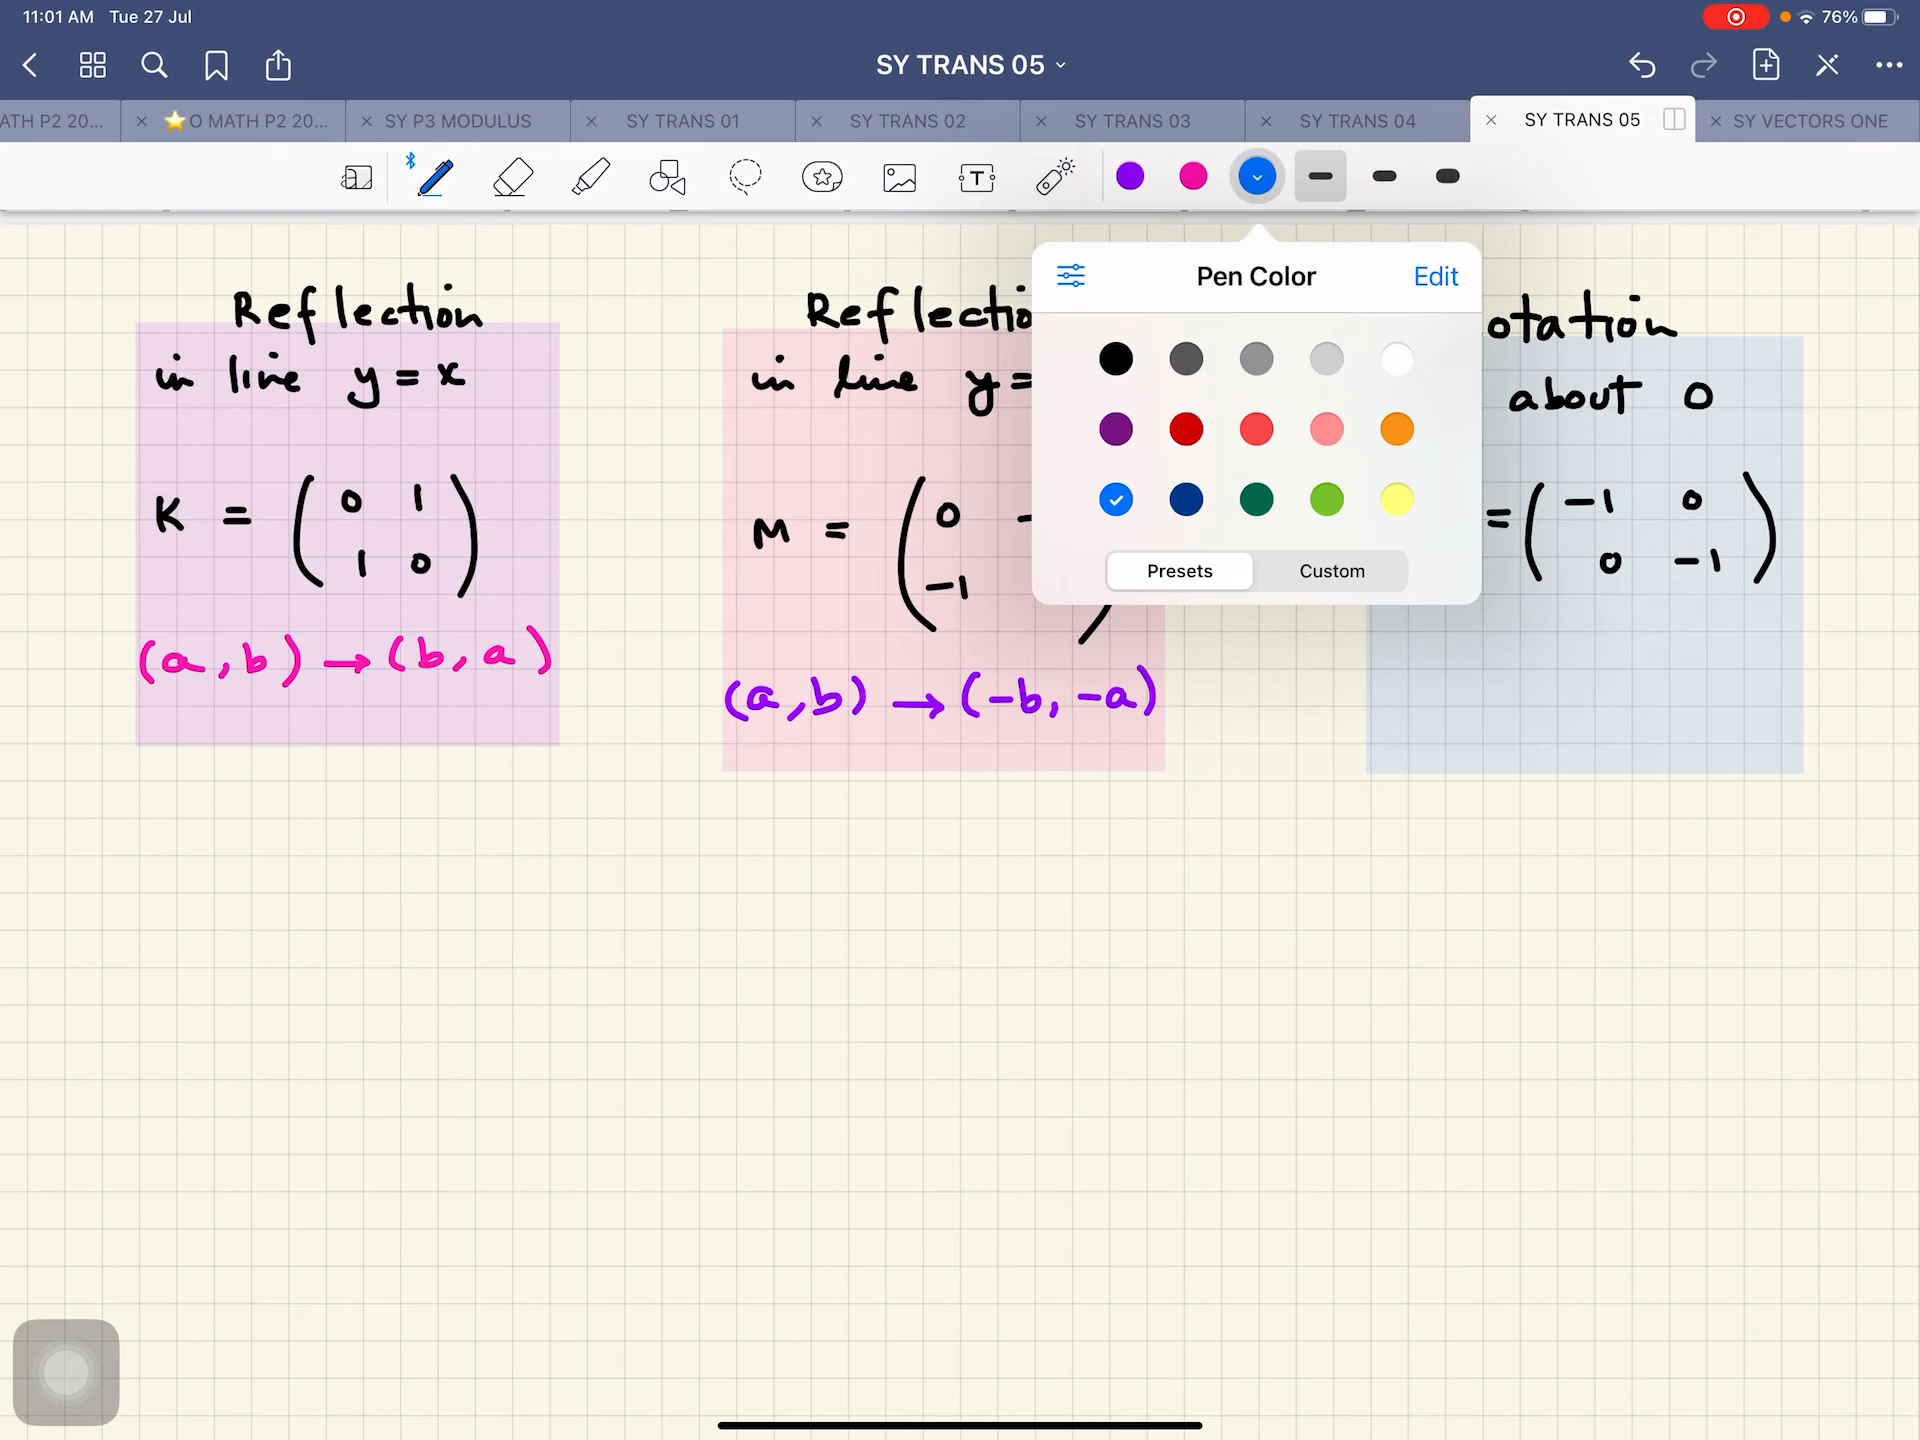 11:01 AM Tue 27 Jul
76%
SY TRANS 05
ATH P2 20...
O MATH P2 20...
SY P3 MODULUS
SY TRANS 01
SY TRANS 02
SY TRANS 03
SY TRANS 04
SY TRANS 05
SY VECTORS ONE
Pen Color
Edit
Presets
Custom
Reflection
in line y = x
K = ( 0 1
1 0 )
(a, b) → (b, a)
Reflectio
in line y =
M = ( 0 -
-1 )
(a, b) → (-b, -a)
otation
about O
= ( -1 0
0 -1 )